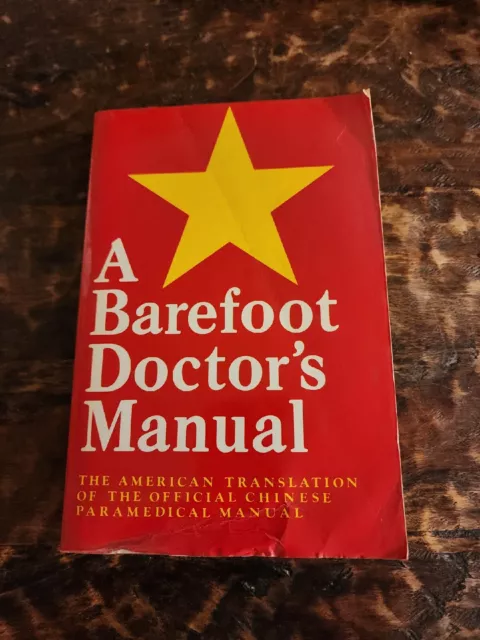 A
Barefoot
Doctor's
Manual
THE AMERICAN TRANSLATION
OF THE OFFICIAL CHINESE
PARAMEDICAL MANUAL